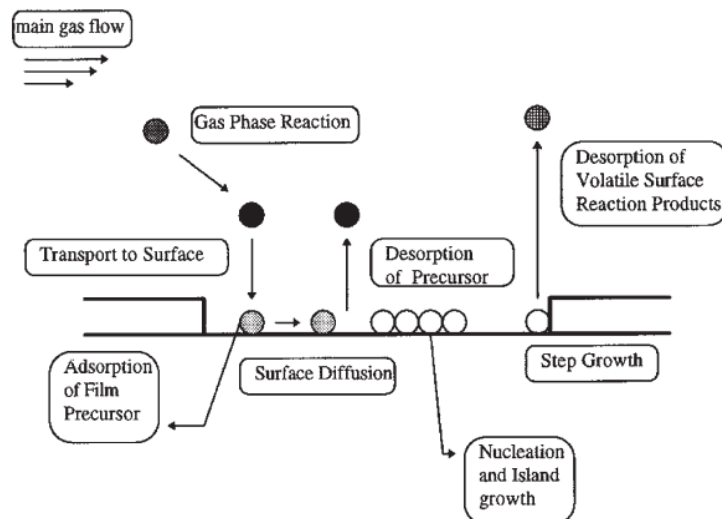 main gas flow
Gas Phase Reaction
Desorption of
Volatile Surface
Reaction Products
Transport to Surface
Desorption
of Precursor
Adsorption
of Film
Precursor
Surface Diffusion
Step Growth
Nucleation
and Island
growth